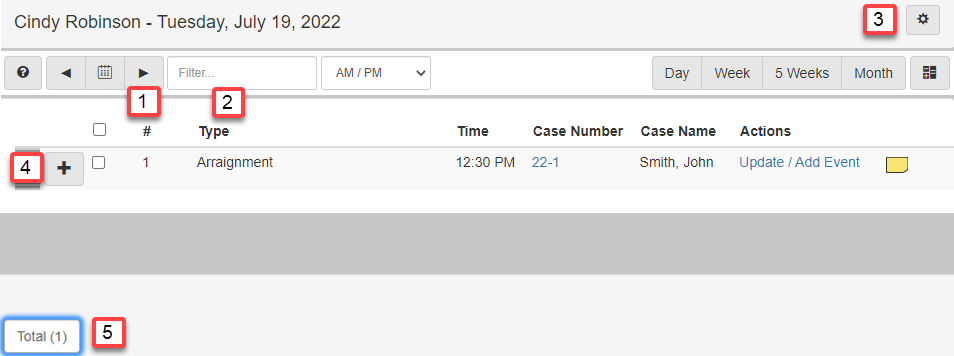 Cindy Robinson - Tuesday, July 19, 2022 3
? Filter... AM / PM Day Week 5 Weeks Month
1 2
# Type Time Case Number Case Name Actions
4 + 1 Arraignment 12:30 PM 22-1 Smith, John Update / Add Event
Total (1) 5